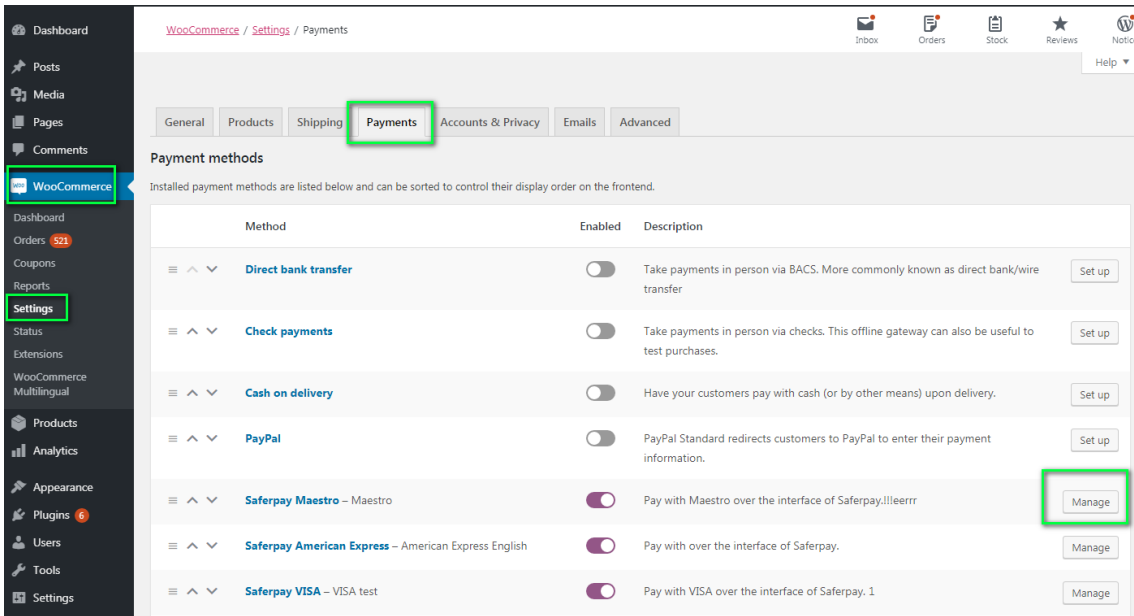 Dashboard
Posts
Media
Pages
Comments
WooCommerce
Dashboard
Orders 521
Coupons
Reports
Settings
Status
Extensions
WooCommerce
Multilingual
Products
Analytics
Appearance
Plugins 6
Users
Tools
Settings
WooCommerce / Settings / Payments
Inbox
Orders
Stock
Reviews
Notic
Help
General
Products
Shipping
Payments
Accounts & Privacy
Emails
Advanced
Payment methods
Installed payment methods are listed below and can be sorted to control their display order on the frontend.
Method
Enabled
Description
Direct bank transfer
Take payments in person via BACS. More commonly known as direct bank/wire
transfer
Set up
Check payments
Take payments in person via checks. This offline gateway can also be useful to
test purchases.
Set up
Cash on delivery
Have your customers pay with cash (or by other means) upon delivery.
Set up
PayPal
PayPal Standard redirects customers to PayPal to enter their payment
information.
Set up
Saferpay Maestro – Maestro
Pay with Maestro over the interface of Saferpay.!!!eerrr
Manage
Saferpay American Express – American Express English
Pay with over the interface of Saferpay.
Manage
Saferpay VISA – VISA test
Pay with VISA over the interface of Saferpay. 1
Manage